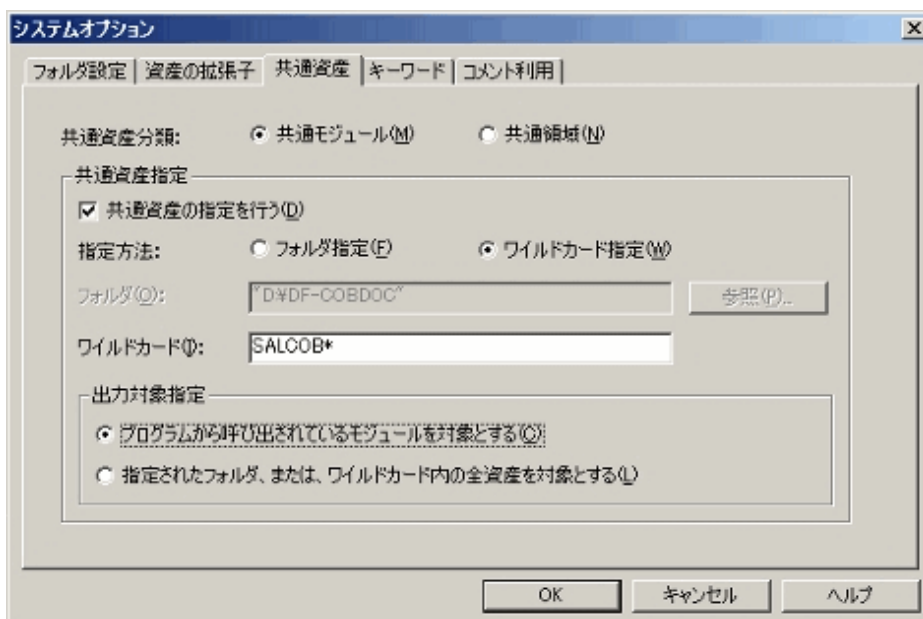 システムオプション
フォルダ設定 資産の拡張子 共通資産 キーワード コメント利用
共通資産分類: 共通モジュール(M) 共通領域(N)
共通資産指定
共通資産の指定を行う(D)
指定方法: フォルダ指定(F) ワイルドカード指定(W)
フォルダ(O): "D¥DF-COBDOC" 参照(P)...
ワイルドカード(I): SALCOB*
出力対象指定
プログラムから呼び出されているモジュールを対象とする(C)
指定されたフォルダ、または、ワイルドカード内の全資産を対象とする(L)
OK キャンセル ヘルプ